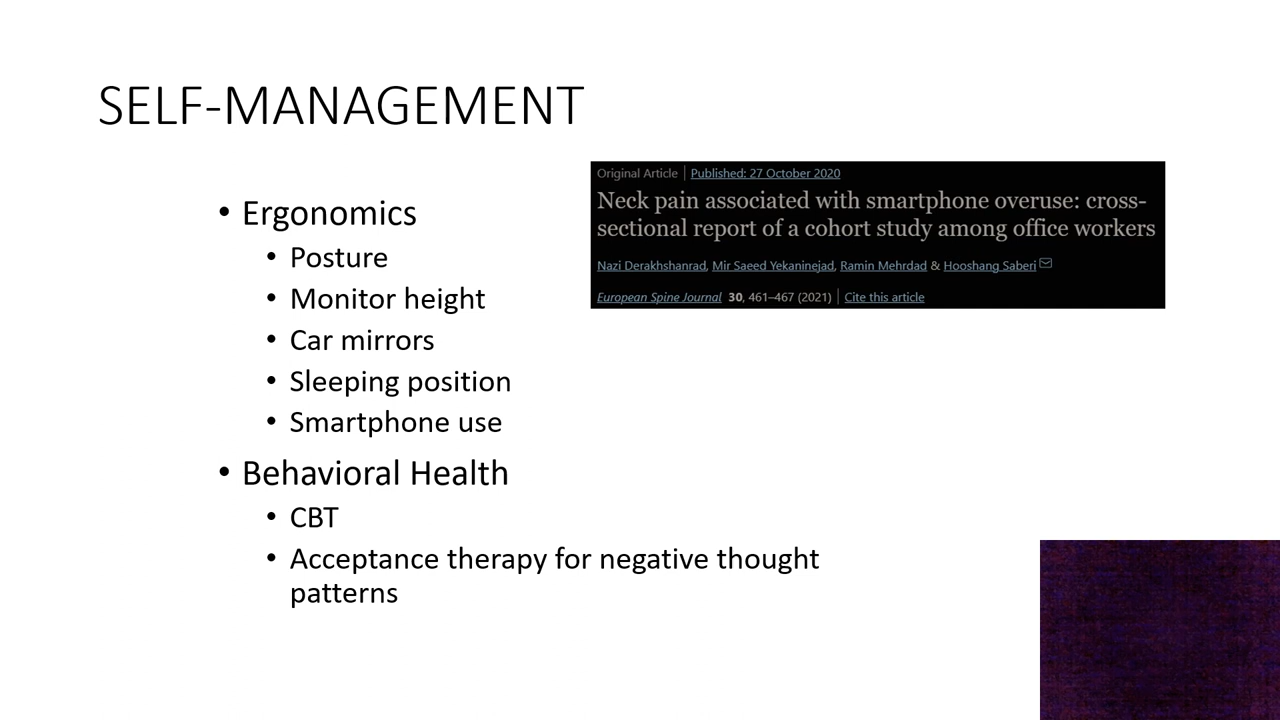 SELF-MANAGEMENT
• Ergonomics
• Posture
• Monitor height
• Car mirrors
• Sleeping position
• Smartphone use
• Behavioral Health
• CBT
• Acceptance therapy for negative thought
patterns
Original Article | Published: 27 October 2020
Neck pain associated with smartphone overuse: cross-
sectional report of a cohort study among office workers
Nazi Derakhshanrad, Mir Saeed Yekaninejad, Ramin Mehrdad & Hooshang Saberi
European Spine Journal 30, 461–467 (2021) | Cite this article